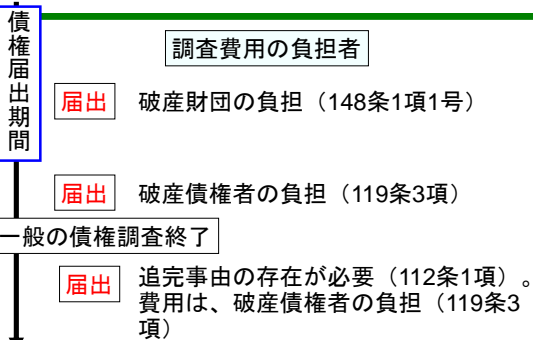 債権届出期間
調査費用の負担者
届出 破産財団の負担（148条1項1号）
届出 破産債権者の負担（119条3項）
一般の債権調査終了
届出 追完事由の存在が必要（112条1項）。
費用は、破産債権者の負担（119条3
項）